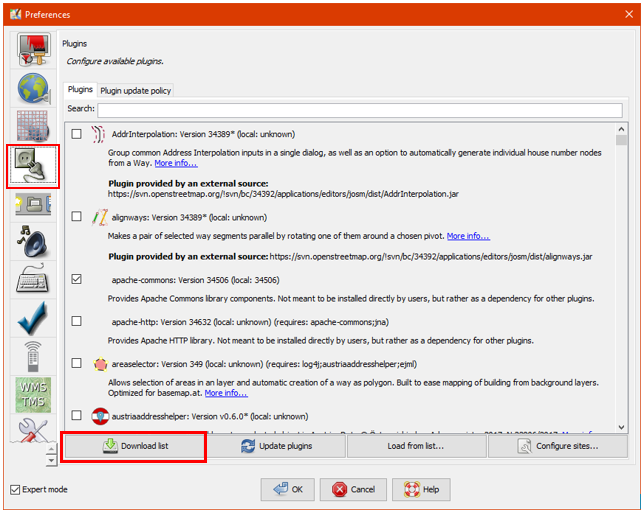 Preferences
Plugins
Configure available plugins.
Plugins Plugin update policy
Search:
AddrInterpolation: Version 34389* (local: unknown)
Group common Address Interpolation inputs in a single dialog, as well as an option to automatically generate individual house number nodes
from a Way. More info...
Plugin provided by an external source:
https://svn.openstreetmap.org/!svn/bc/34392/applications/editors/josm/dist/AddrInterpolation.jar
alignways: Version 34389* (local: unknown)
Makes a pair of selected way segments parallel by rotating one of them around a chosen pivot. More info...
Plugin provided by an external source: https://svn.openstreetmap.org/!svn/bc/34392/applications/editors/josm/dist/alignways.jar
apache-commons: Version 34506 (local: 34506)
Provides Apache Commons library components. Not meant to be installed directly by users, but rather as a dependency for other plugins.
apache-http: Version 34632 (local: unknown) (requires: apache-commons;jna)
Provides Apache HTTP library. Not meant to be installed directly by users, but rather as a dependency for other plugins.
areaselector: Version 349 (local: unknown) (requires: log4j;austriaaddresshelper;ejml)
Allows selection of areas in an layer and automatic creation of a way as polygon. Built to ease mapping of building from background layers.
Optimized for basemap.at. More info...
austriaaddresshelper: Version v0.6.0* (local: unknown)
WMS
TMS
Download list Update plugins Load from list... Configure sites...
Expert mode
OK Cancel Help